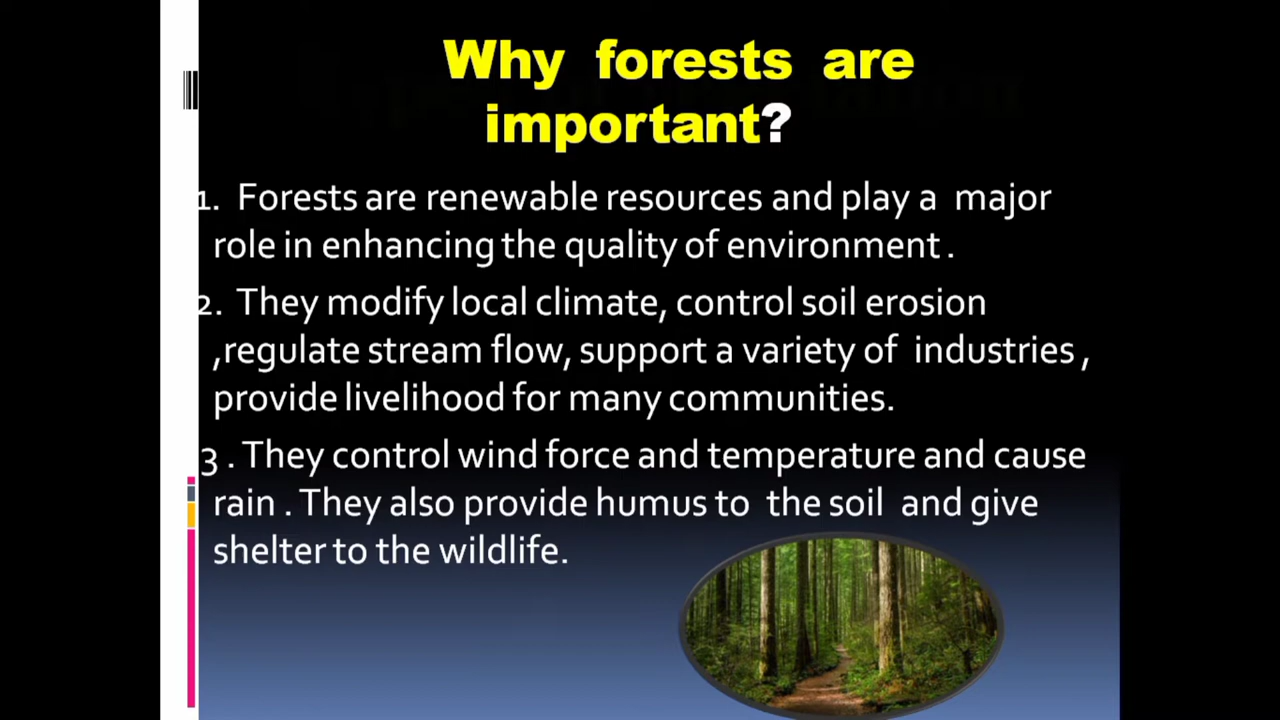 Why forests are
important?
1. Forests are renewable resources and play a major
role in enhancing the quality of environment .
2. They modify local climate, control soil erosion
,regulate stream flow, support a variety of industries ,
provide livelihood for many communities.
3 . They control wind force and temperature and cause
rain . They also provide humus to the soil and give
shelter to the wildlife.